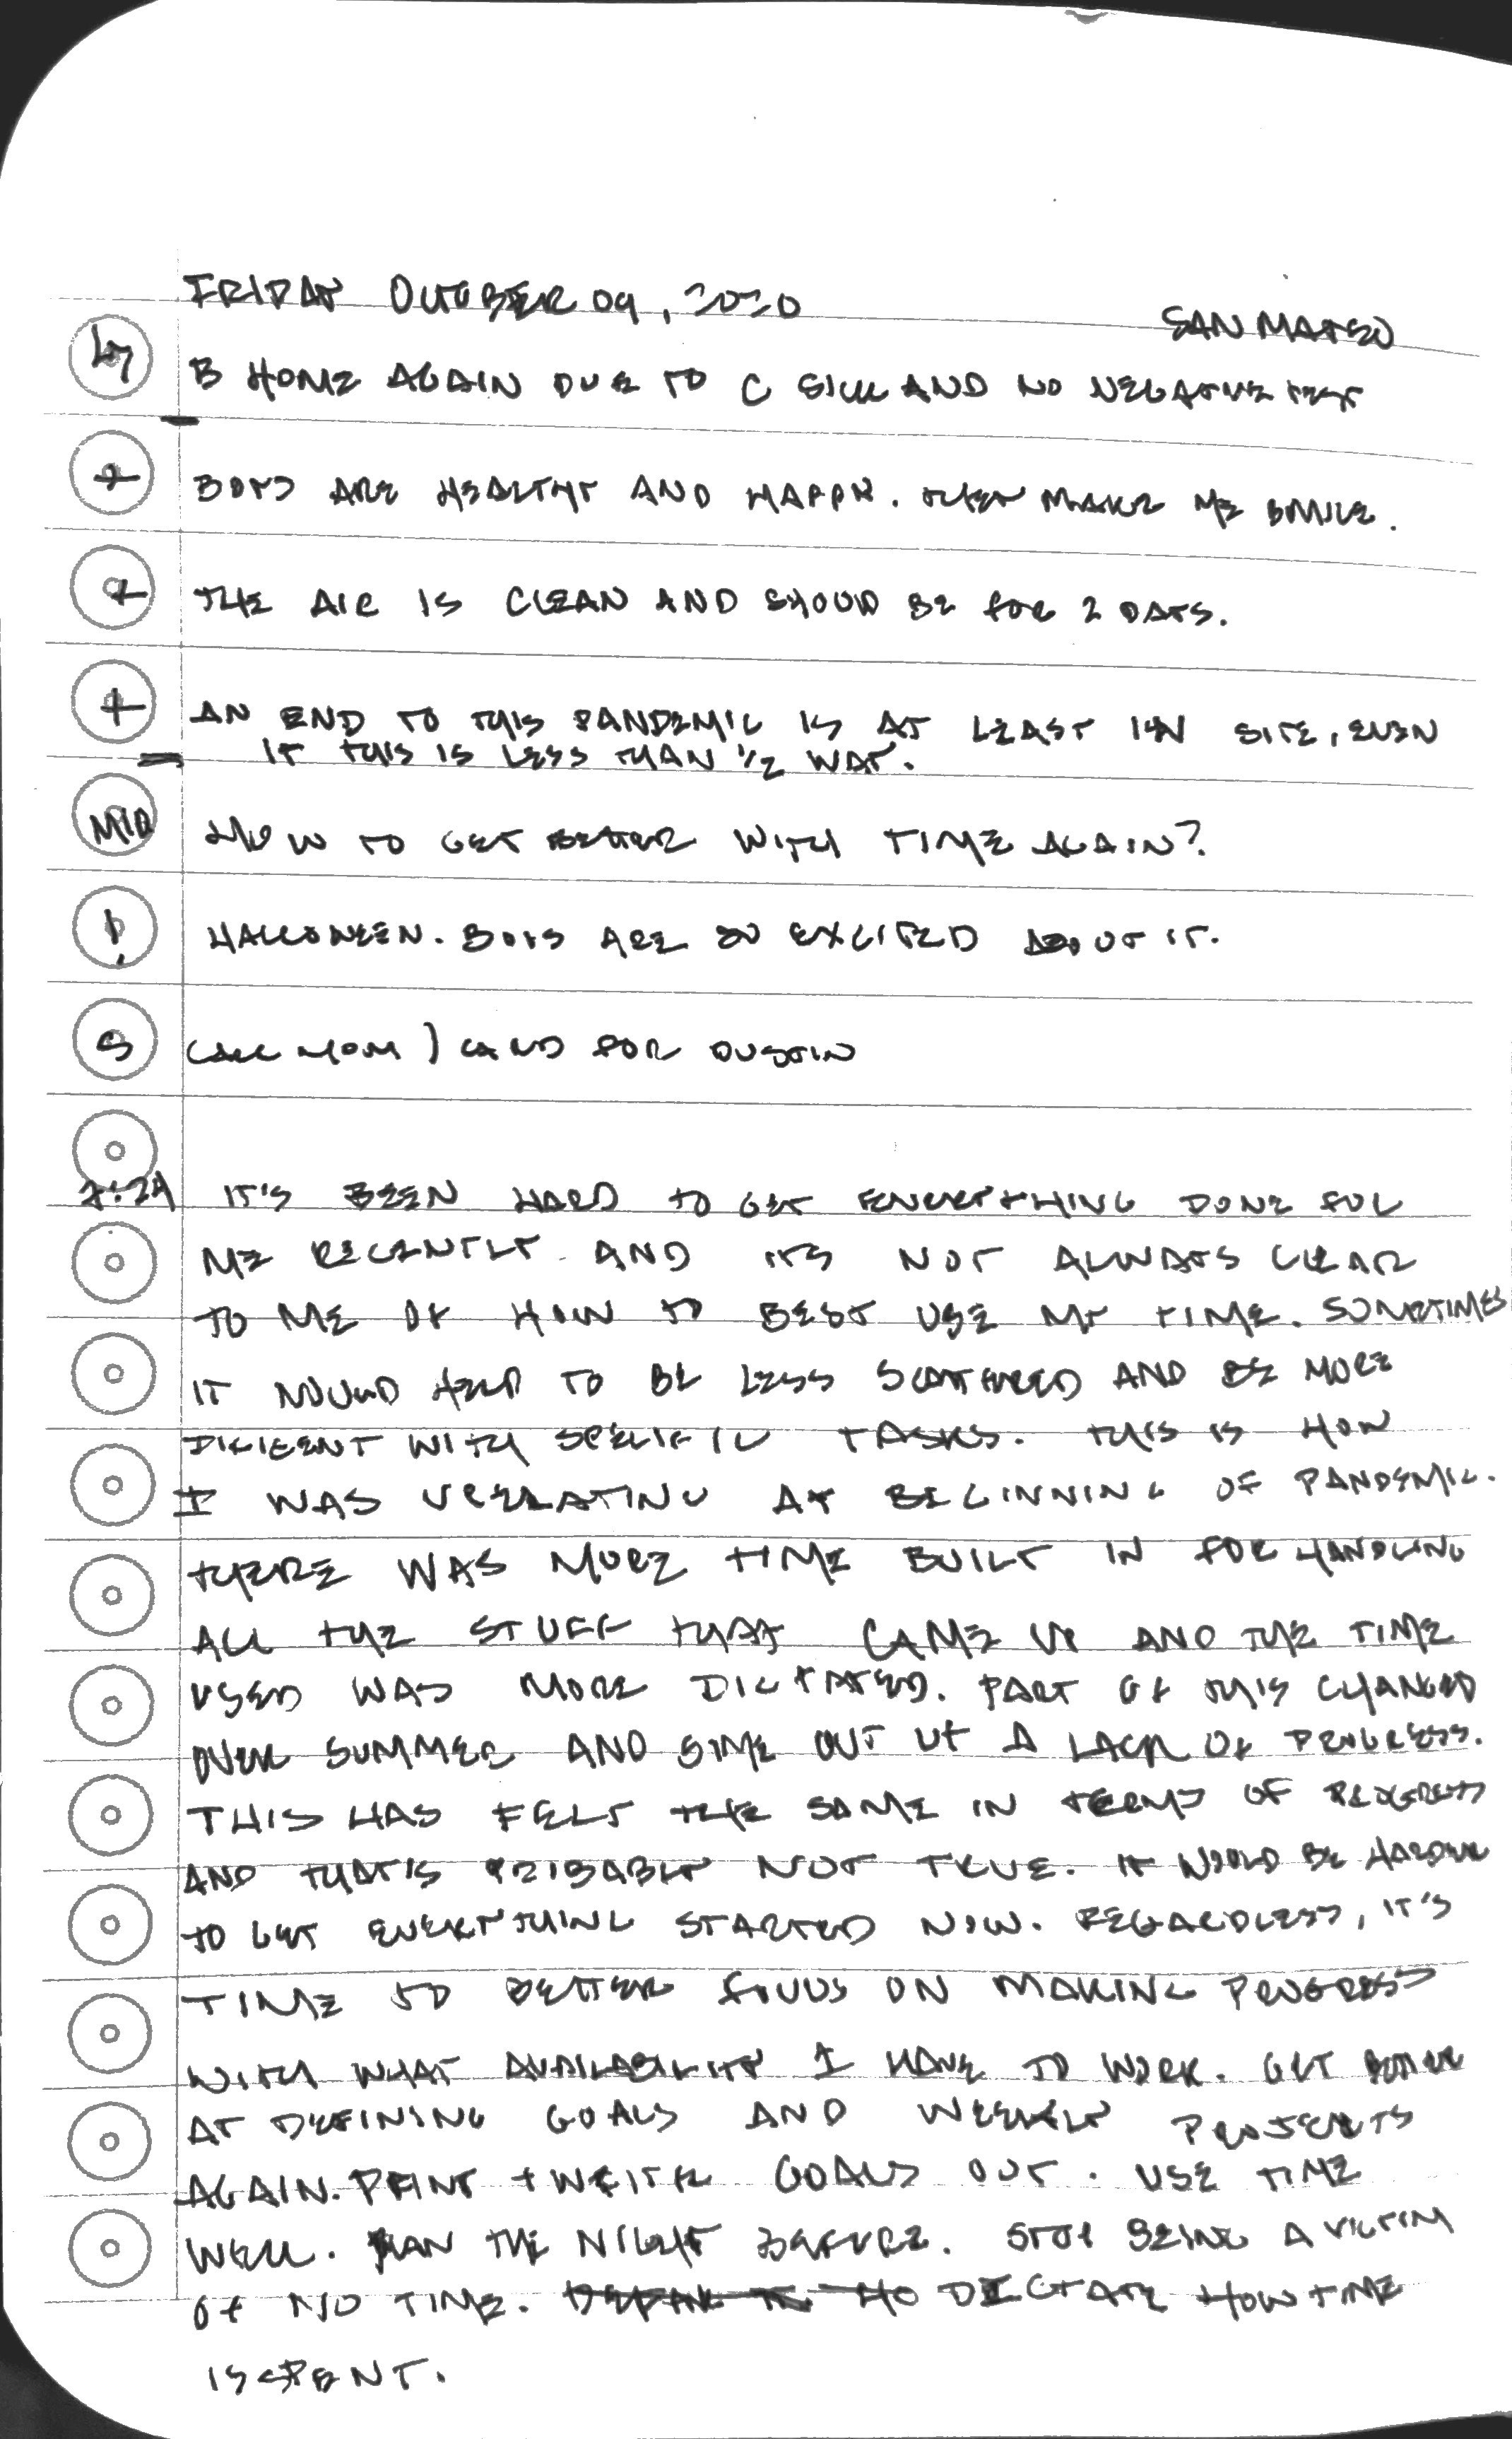 FRIDAY OCTOBER 09, 2020
SAN MATEO
B HOME AGAIN DUE TO C SICK AND NO NEGATIVE TEST
+ BOYS ARE HEALTHY AND HAPPY. THEY MAKE ME SMILE.
+ THE AIR IS CLEAN AND SHOULD BE FOR 2 DAYS.
+ AN END TO THIS PANDEMIC IS AT LEAST IN SITE, EVEN
IF THIS IS LESS THAN 1/2 WAY.
MIQ HOW TO GET BETTER WITH TIME AGAIN?
! HALLOWEEN. BOYS ARE SO EXCITED ABOUT IT.
S CALL MOM) CARD FOR DUSTIN
7:24 IT'S BEEN HARD TO GET EVERYTHING DONE FOR
ME RECENTLY AND IT'S NOT ALWAYS CLEAR
TO ME OF HOW TO BEST USE MY TIME. SOMETIMES
IT WOULD HELP TO BE LESS SCATTERED AND BE MORE
DILIGENT WITH SPECIFIC TASKS. THIS IS HOW
I WAS OPERATING AT BEGINNING OF PANDEMIC.
THERE WAS MORE TIME BUILT IN FOR HANDLING
ALL THE STUFF THAT CAME UP AND THE TIME
USED WAS MORE DICTATED. PART OF THIS CHANGED
OVER SUMMER AND SOME OUT OF A LACK OF PROGRESS.
THIS HAS FELT THE SAME IN TERMS OF PROGRESS
AND THAT'S PROBABLY NOT TRUE. IT WOULD BE HARDER
TO GET EVERYTHING STARTED NOW. REGARDLESS, IT'S
TIME TO BETTER FOCUS ON MAKING PROGRESS
WITH WHAT AVAILABILITY I HAVE TO WORK. GET BETTER
AT DEFINING GOALS AND WEEKLY PROJECTS
AGAIN. PRINT + WRITE GOALS OUT. USE TIME
WELL. PLAN THE NIGHT BEFORE. STOP BEING A VICTIM
OF NO TIME. DICTATE HOW TIME
IS SPENT.